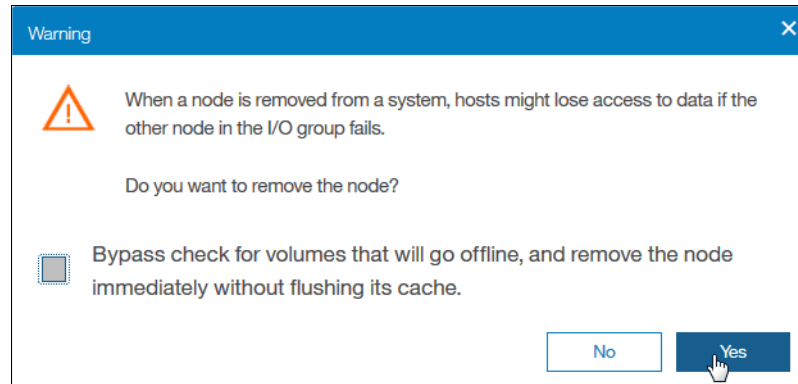 Warning
When a node is removed from a system, hosts might lose access to data if the
other node in the I/O group fails.
Do you want to remove the node?
Bypass check for volumes that will go offline, and remove the node
immediately without flushing its cache.
No
Yes